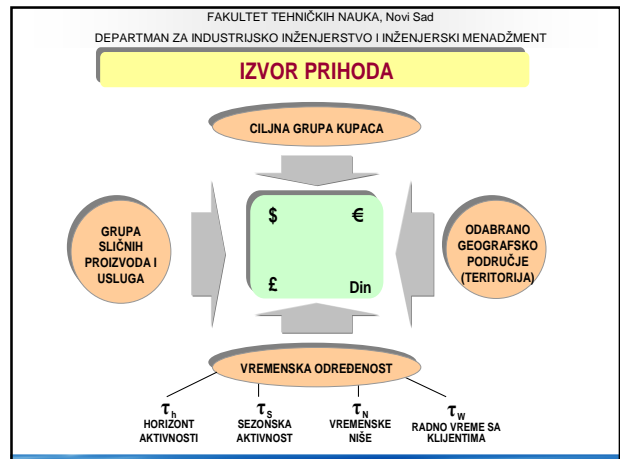 FAKULTET TEHNIČKIH NAUKA, Novi Sad
DEPARTMAN ZA INDUSTRIJSKO INŽENJERSTVO I INŽENJERSKI MENADŽMENT
IZVOR PRIHODA
CILJNA GRUPA KUPACA
GRUPA
SLIČNIH
PROIZVODA I
USLUGA
$ €
£ Din
ODABRANO
GEOGRAFSKO
PODRUČJE
(TERITORIJA)
VREMENSKA ODREĐENOST
τh
HORIZONT
AKTIVNOSTI
τS
SEZONSKA
AKTIVNOST
τN
VREMENSKE
NIŠE
τW
RADNO VREME SA
KLIJENTIMA